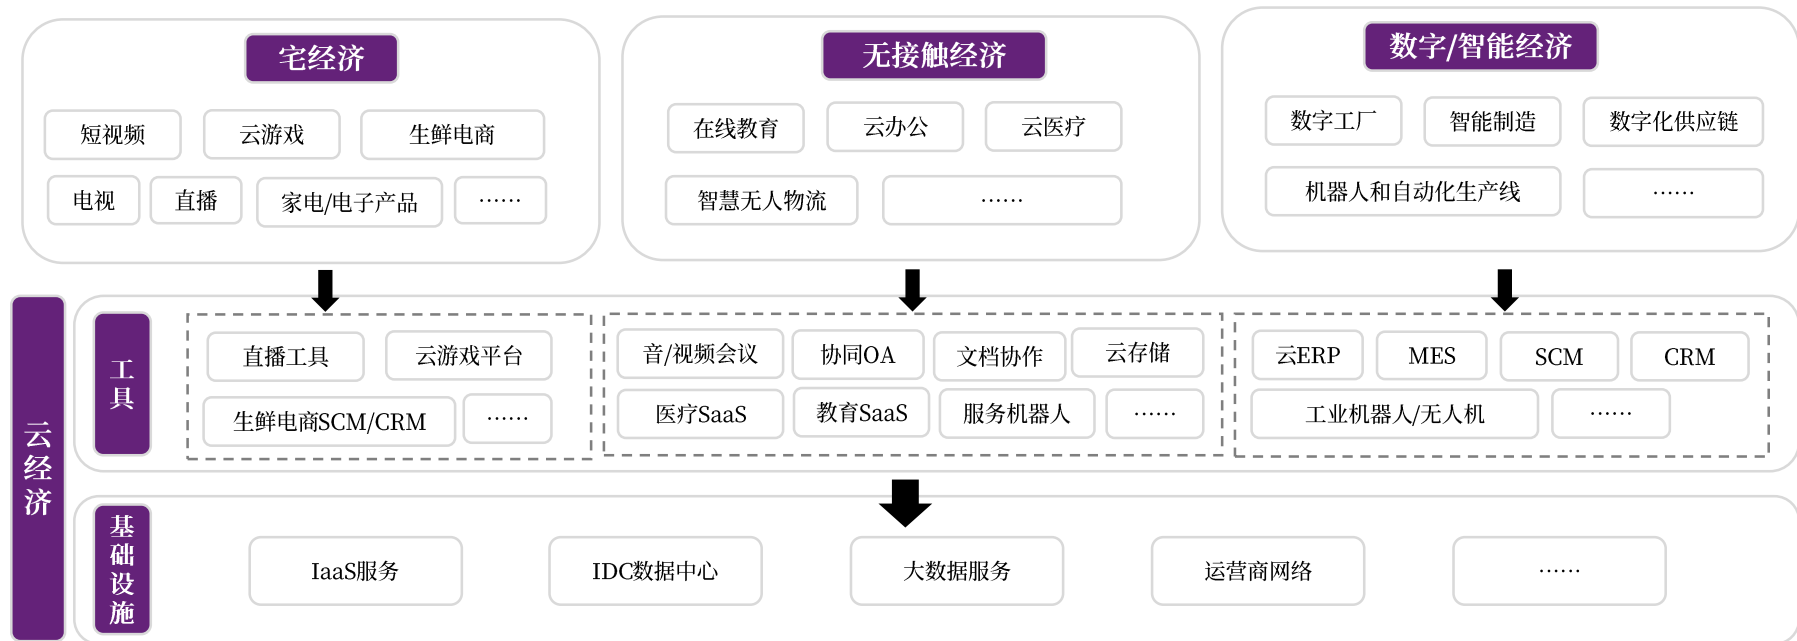 宅经济
短视频
云游戏
生鲜电商
电视
直播
家电/电子产品
……
无接触经济
在线教育
云办公
云医疗
智慧无人物流
……
数字/智能经济
数字工厂
智能制造
数字化供应链
机器人和自动化生产线
……
云经济
工具
直播工具
云游戏平台
生鲜电商SCM/CRM
……
音/视频会议
协同OA
文档协作
云存储
医疗SaaS
教育SaaS
服务机器人
……
云ERP
MES
SCM
CRM
工业机器人/无人机
……
基础设施
IaaS服务
IDC数据中心
大数据服务
运营商网络
……